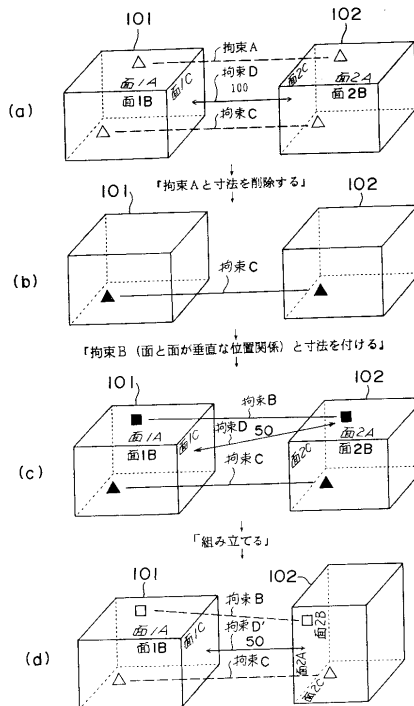 101
102
拘束A
面1A
面1B
面1C
拘束D
100
面2C
面2A
面2B
拘束C
(a)
『拘束Aと寸法を削除する』
101
102
(b)
拘束C
『拘束B(面と面が垂直な位置関係)と寸法を付ける』
101
102
拘束B
面1A
面1B
面1C
拘束D
50
面2C
面2A
面2B
拘束C
(c)
「組み立てる」
101
102
拘束B
面1A
面1B
面1C
拘束D'
50
面2B
面2A
面2C
拘束C
(d)